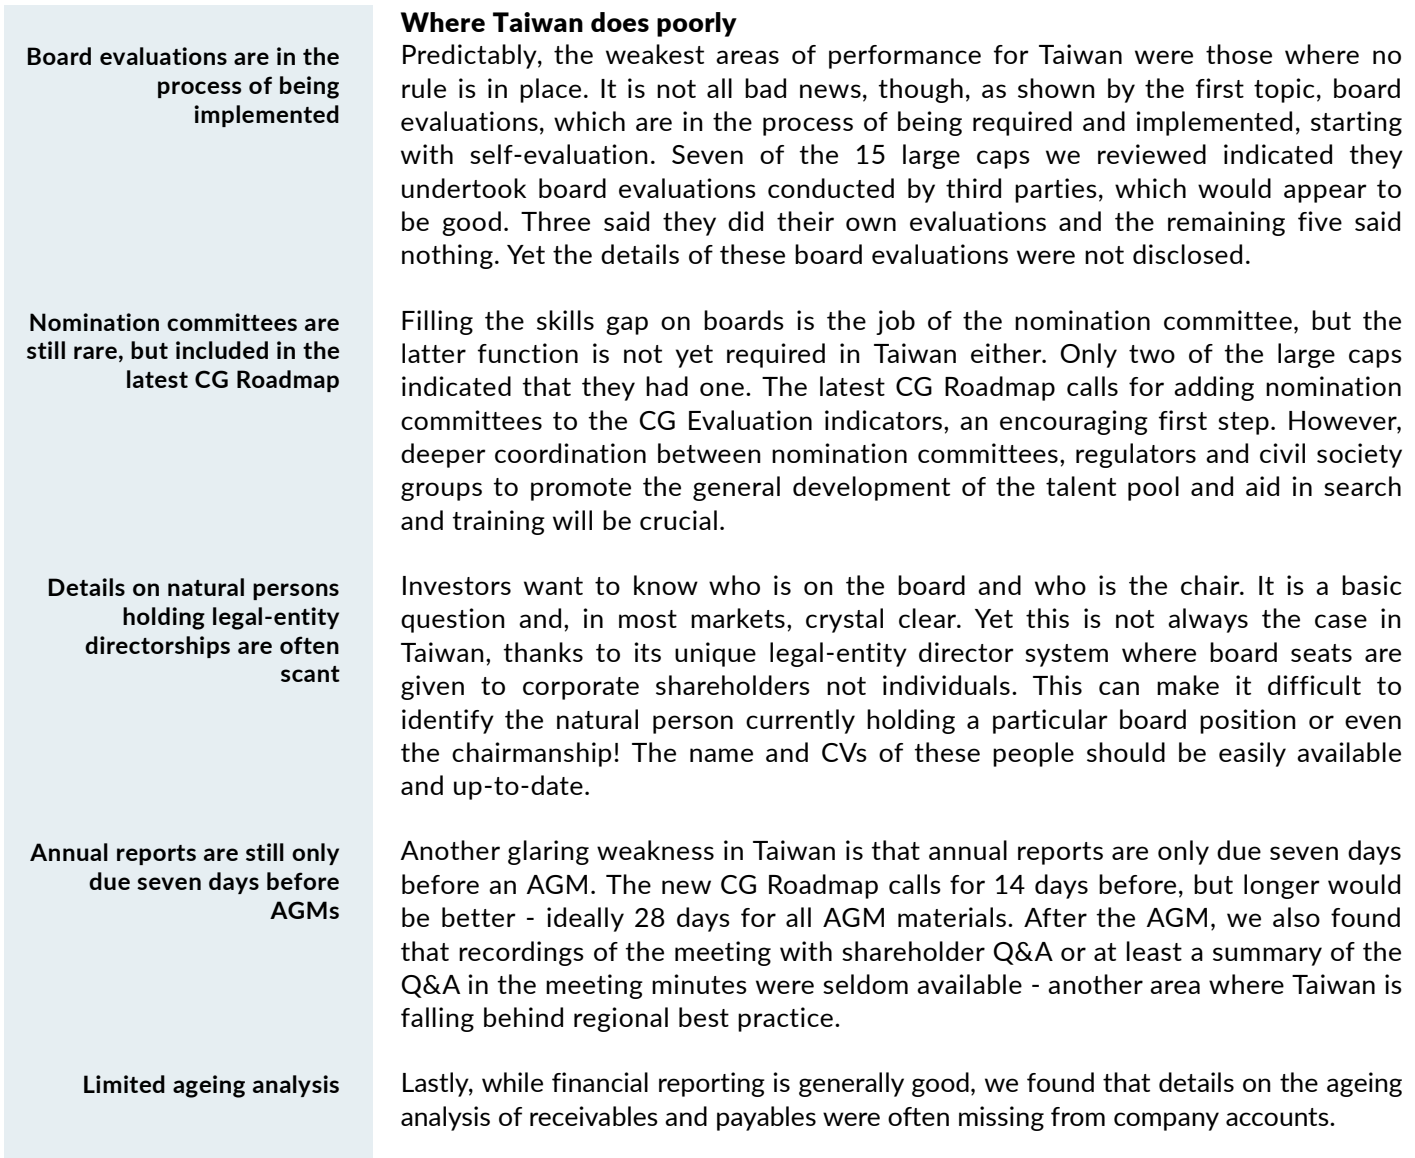 Where Taiwan does poorly
Board evaluations are in the
process of being
implemented
Predictably, the weakest areas of performance for Taiwan were those where no
rule is in place. It is not all bad news, though, as shown by the first topic, board
evaluations, which are in the process of being required and implemented, starting
with self-evaluation. Seven of the 15 large caps we reviewed indicated they
undertook board evaluations conducted by third parties, which would appear to
be good. Three said they did their own evaluations and the remaining five said
nothing. Yet the details of these board evaluations were not disclosed.
Nomination committees are
still rare, but included in the
latest CG Roadmap
Filling the skills gap on boards is the job of the nomination committee, but the
latter function is not yet required in Taiwan either. Only two of the large caps
indicated that they had one. The latest CG Roadmap calls for adding nomination
committees to the CG Evaluation indicators, an encouraging first step. However,
deeper coordination between nomination committees, regulators and civil society
groups to promote the general development of the talent pool and aid in search
and training will be crucial.
Details on natural persons
holding legal-entity
directorships are often
scant
Investors want to know who is on the board and who is the chair. It is a basic
question and, in most markets, crystal clear. Yet this is not always the case in
Taiwan, thanks to its unique legal-entity director system where board seats are
given to corporate shareholders not individuals. This can make it difficult to
identify the natural person currently holding a particular board position or even
the chairmanship! The name and CVs of these people should be easily available
and up-to-date.
Annual reports are still only
due seven days before
AGMs
Another glaring weakness in Taiwan is that annual reports are only due seven days
before an AGM. The new CG Roadmap calls for 14 days before, but longer would
be better - ideally 28 days for all AGM materials. After the AGM, we also found
that recordings of the meeting with shareholder Q&A or at least a summary of the
Q&A in the meeting minutes were seldom available - another area where Taiwan is
falling behind regional best practice.
Limited ageing analysis
Lastly, while financial reporting is generally good, we found that details on the ageing
analysis of receivables and payables were often missing from company accounts.